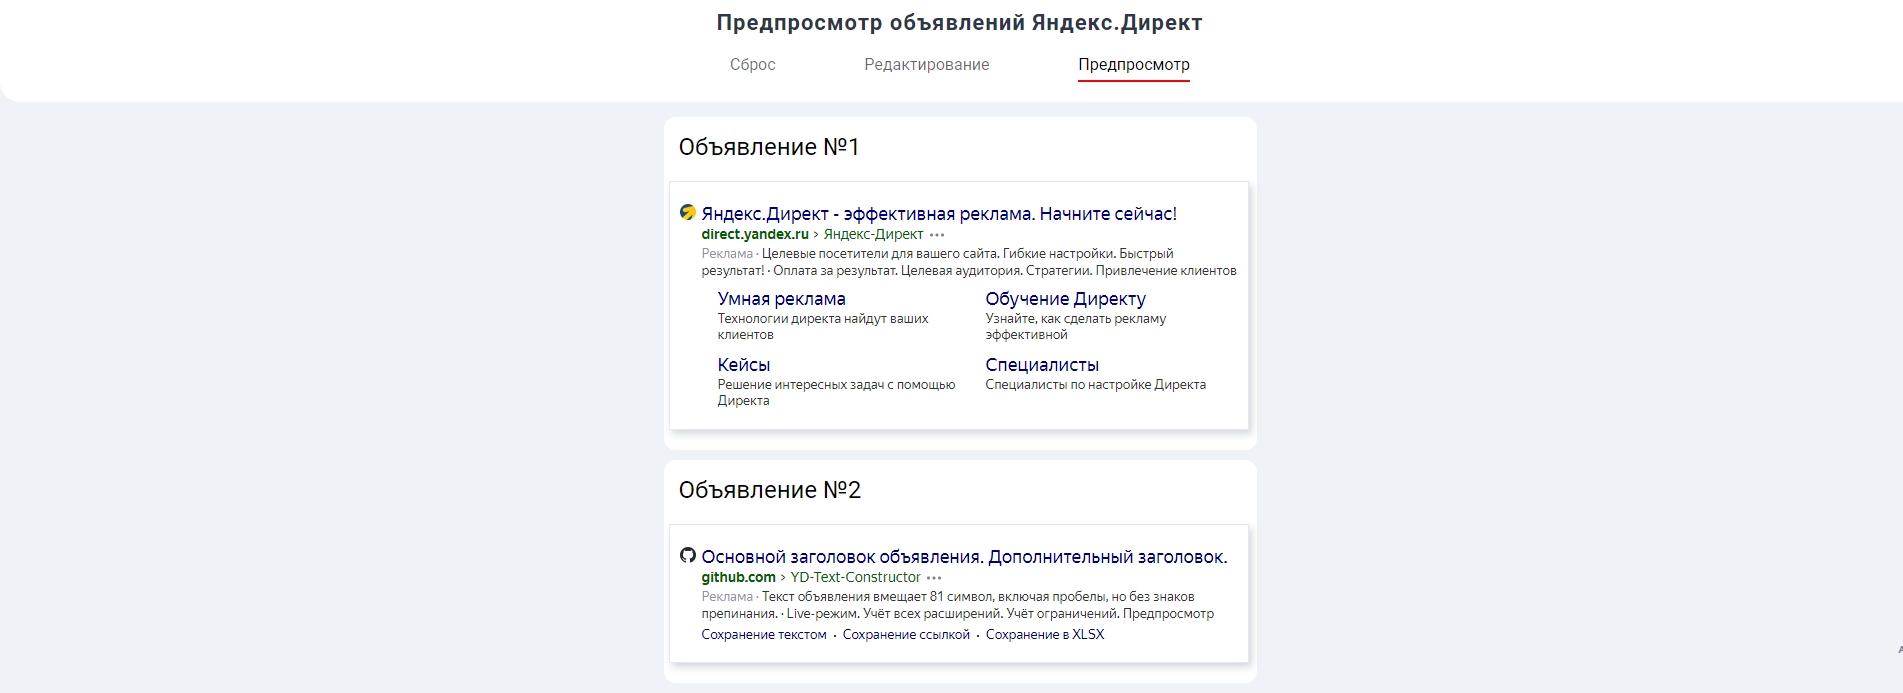 Предпросмотр объявлений Яндекс.Директ
Сброс Редактирование Предпросмотр
Объявление №1
Яндекс.Директ - эффективная реклама. Начните сейчас!
direct.yandex.ru > Яндекс-Директ •••
Реклама · Целевые посетители для вашего сайта. Гибкие настройки. Быстрый
результат! · Оплата за результат. Целевая аудитория. Стратегии. Привлечение клиентов
Умная реклама
Технологии директа найдут ваших
клиентов
Обучение Директу
Узнайте, как сделать рекламу
эффективной
Кейсы
Решение интересных задач с помощью
Директа
Специалисты
Специалисты по настройке Директа
Объявление №2
Основной заголовок объявления. Дополнительный заголовок.
github.com > YD-Text-Constructor •••
Реклама · Текст объявления вмещает 81 символ, включая пробелы, но без знаков
препинания. · Live-режим. Учёт всех расширений. Учёт ограничений. Предпросмотр
Сохранение текстом · Сохранение ссылкой · Сохранение в XLSX